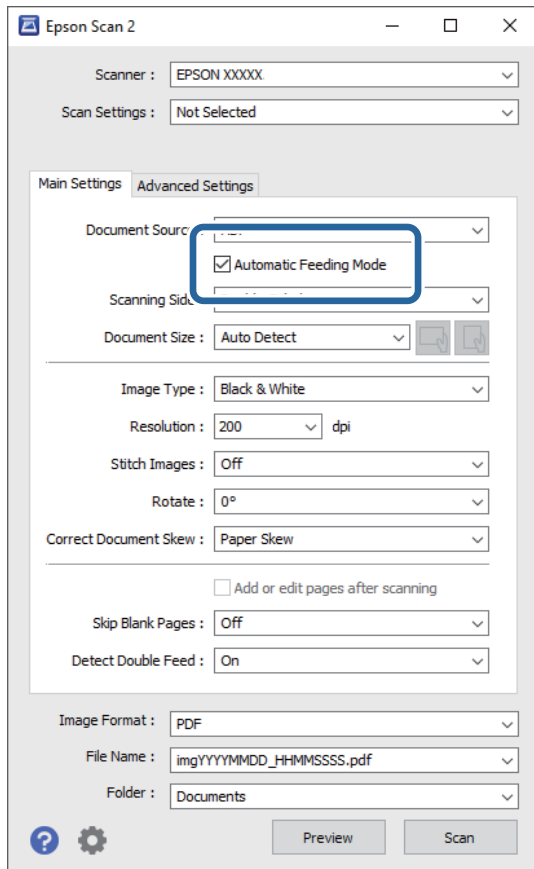 Epson Scan 2
Scanner : EPSON XXXXX
Scan Settings : Not Selected
Main Settings Advanced Settings
Document Sourc
Automatic Feeding Mode
Scanning Sid
Document Size : Auto Detect
Image Type : Black & White
Resolution : 200 dpi
Stitch Images : Off
Rotate : 0°
Correct Document Skew : Paper Skew
Add or edit pages after scanning
Skip Blank Pages : Off
Detect Double Feed : On
Image Format : PDF
File Name : imgYYYYMMDD_HHMMSSSS.pdf
Folder : Documents
? Preview Scan